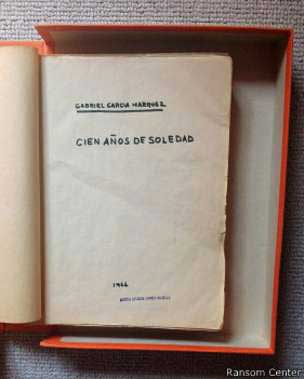 GABRIEL GARCIA MARQUEZ
CIEN AÑOS DE SOLEDAD
1966
Ransom Center